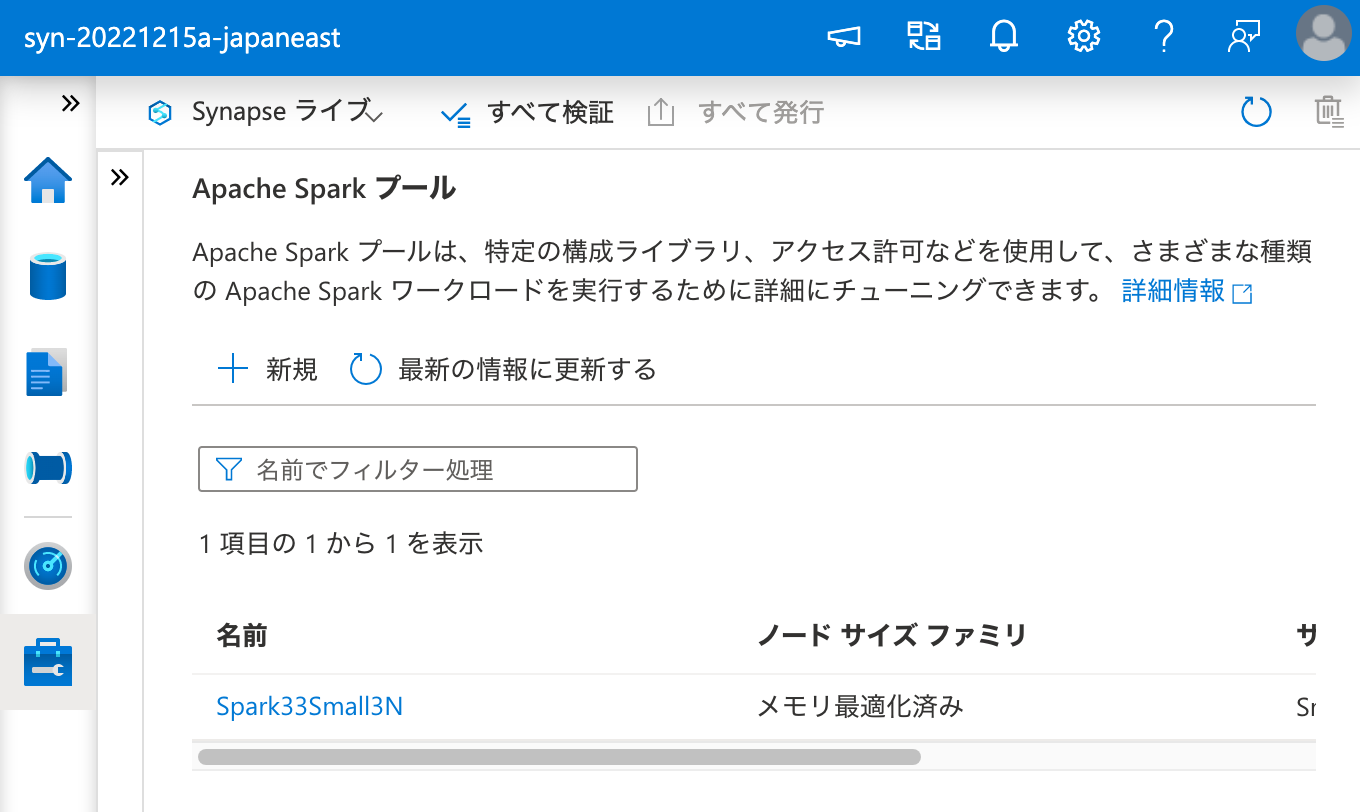 syn-20221215a-japaneast
Synapse ライブ
すべて検証
すべて発行
Apache Spark プール
Apache Spark プールは、特定の構成ライブラリ、アクセス許可などを使用して、さまざまな種類
の Apache Spark ワークロードを実行するために詳細にチューニングできます。 詳細情報
新規
最新の情報に更新する
名前でフィルター処理
1 項目の 1 から 1 を表示
名前 ノード サイズ ファミリ サ
Spark33Small3N メモリ最適化済み